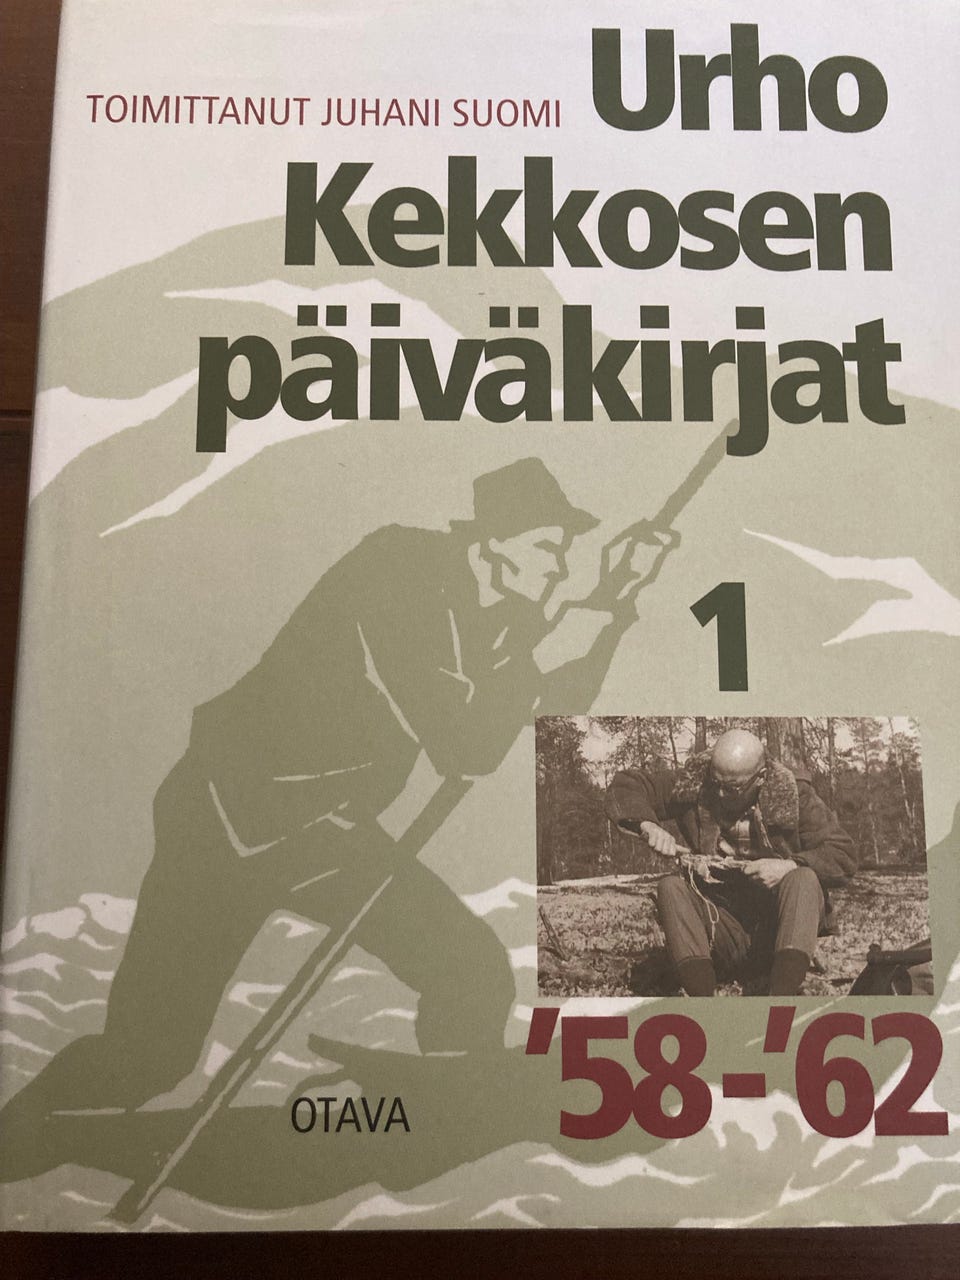 TOIMITTANUT JUHANI SUOMI
Urho
Kekkosen
päiväkirjat
1
’58-’62
OTAVA